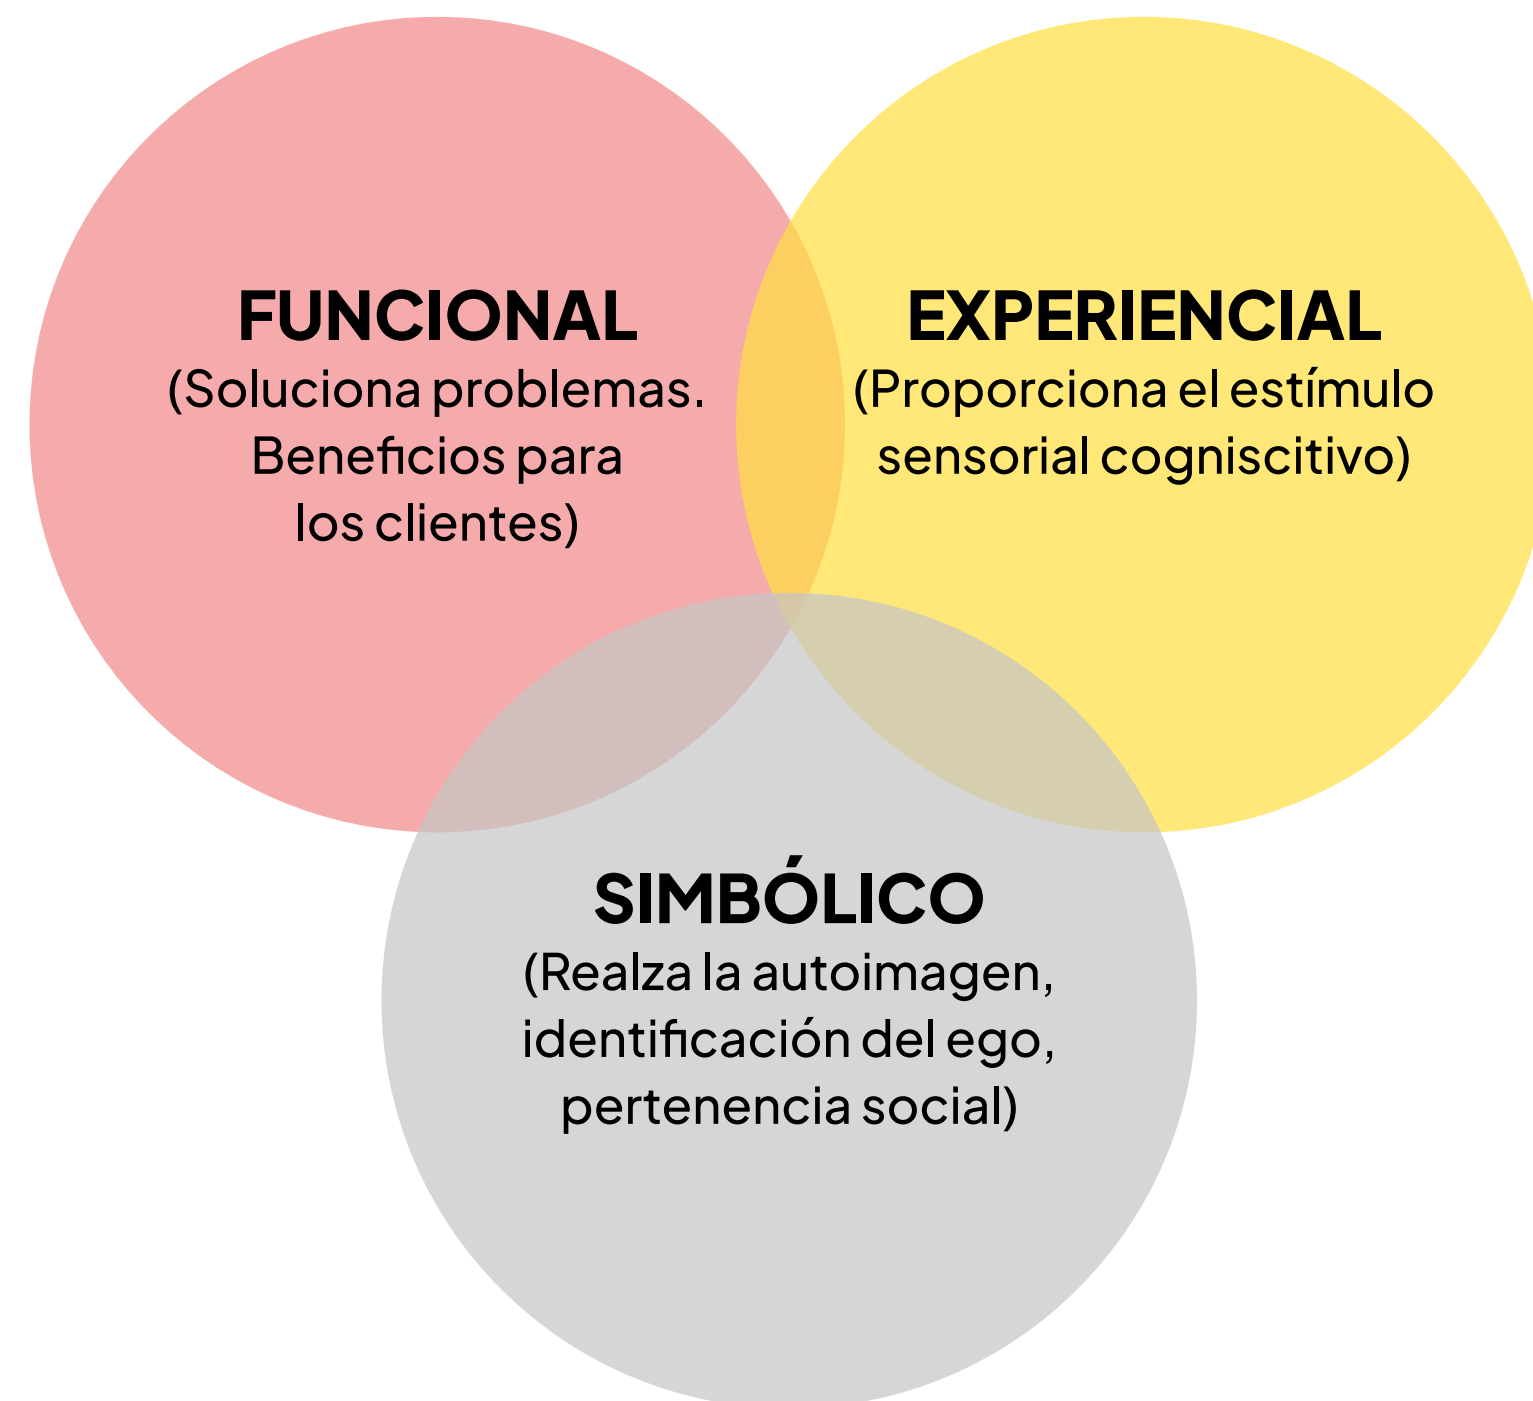 FUNCIONAL
(Soluciona problemas.
Beneficios para
los clientes)
EXPERIENCIAL
(Proporciona el estímulo
sensorial cogniscitivo)
SIMBÓLICO
(Realza la autoimagen,
identificación del ego,
pertenencia social)